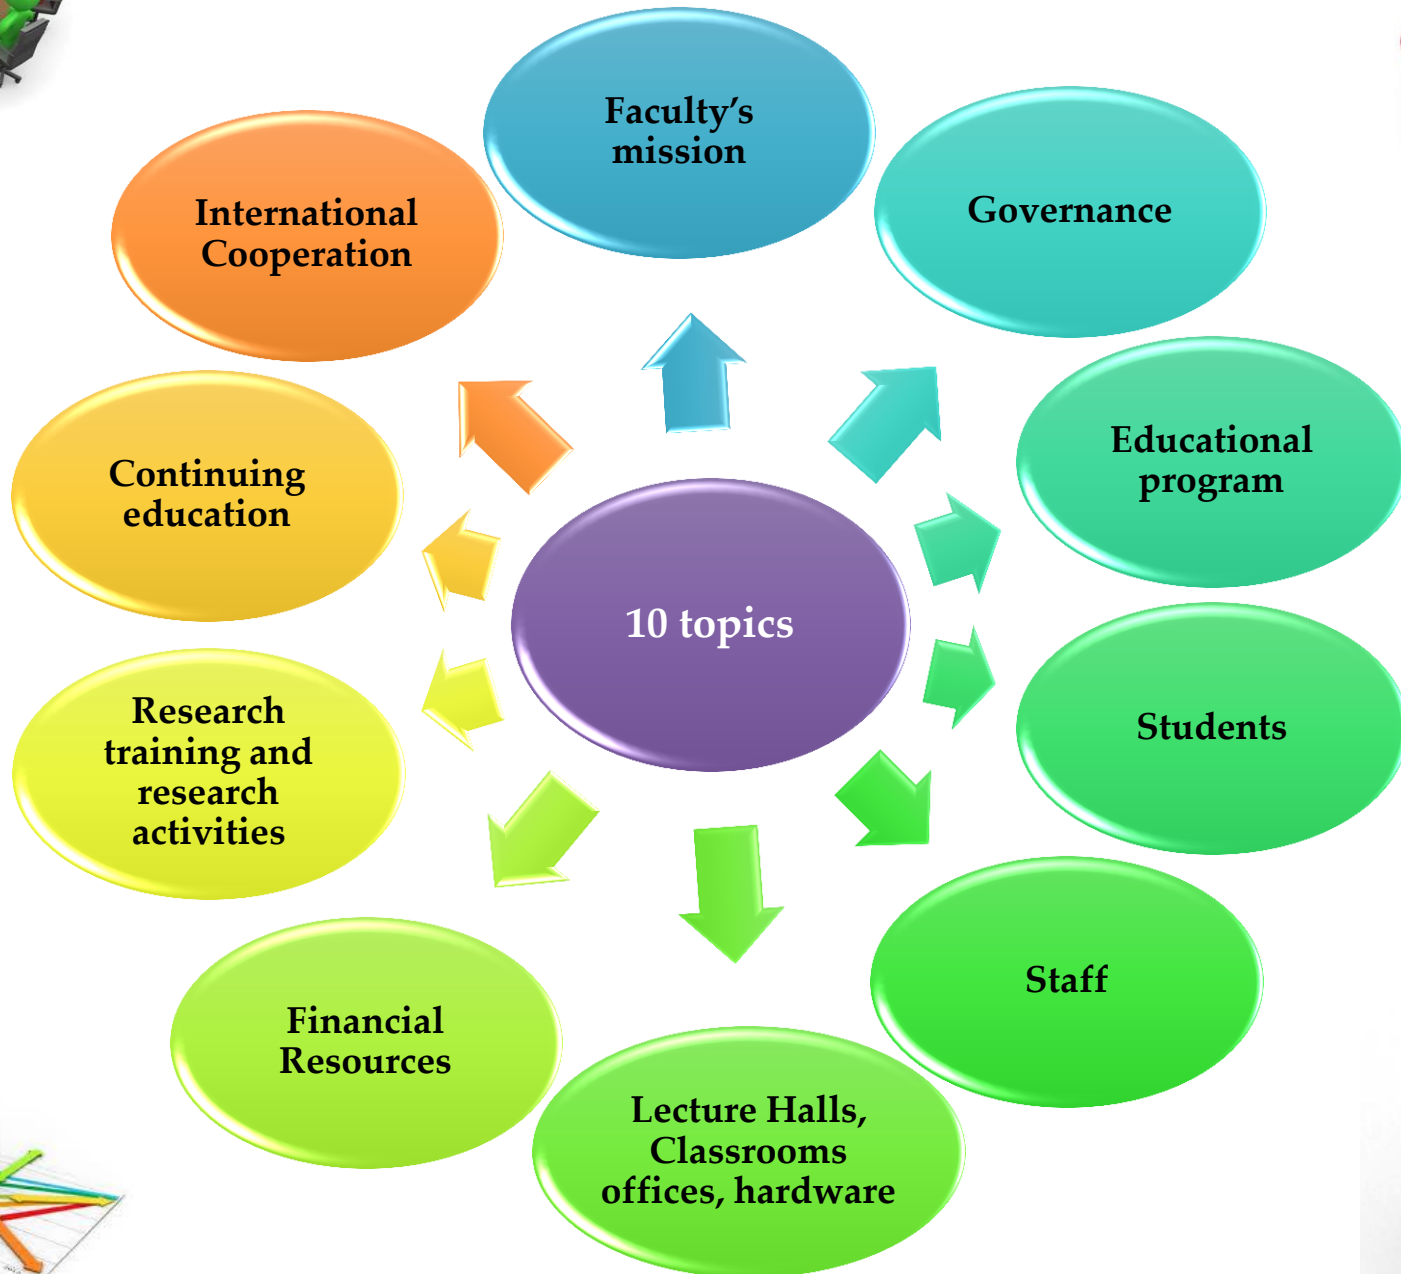 Faculty’s
mission
Governance
Educational
program
Students
Staff
Lecture Halls,
Classrooms
offices, hardware
Financial
Resources
Research
training and
research
activities
Continuing
education
International
Cooperation
10 topics